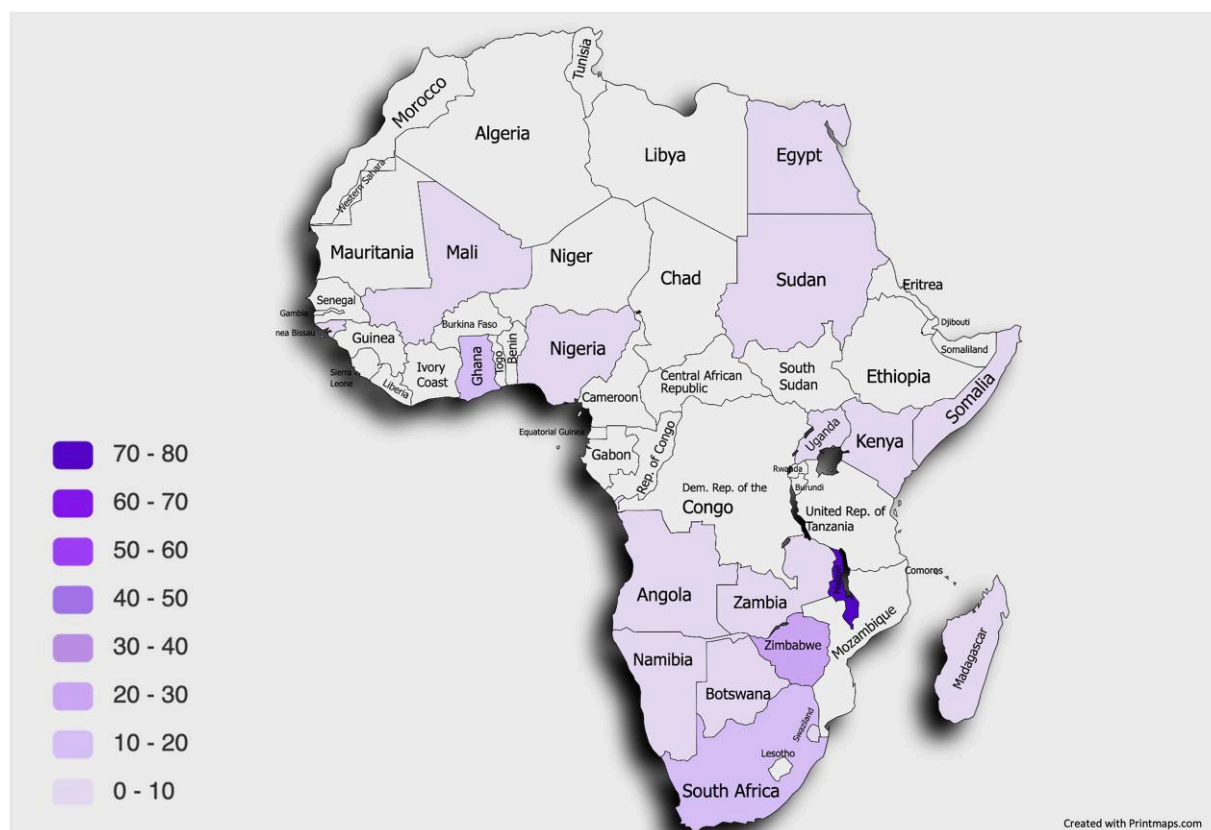 Tunisia
Morocco
Algeria
Libya
Egypt
Western Sahara
Mauritania
Mali
Niger
Chad
Sudan
Eritrea
Senegal
Gambia
nea Bissau
Guinea
Burkina Faso
Djibouti
Somaliland
Sierra
Leone
Liberia
Ivory
Coast
Ghana
Togo
Benin
Nigeria
Cameroon
Central African
Republic
South
Sudan
Ethiopia
Somalia
Equatorial Guinea
Gabon
Rep. of Congo
Dem. Rep. of the
Congo
Uganda
Kenya
Rwanda
Burundi
United Rep. of
Tanzania
Comores
Angola
Zambia
Mozambique
Zimbabwe
Namibia
Botswana
Madagascar
Swaziland
Lesotho
South Africa
70 - 80
60 - 70
50 - 60
40 - 50
30 - 40
20 - 30
10 - 20
0 - 10
Created with Printmaps.com